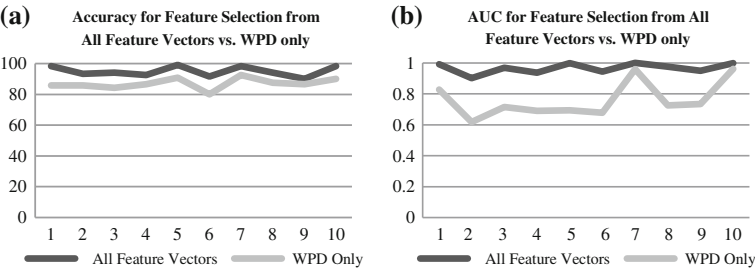 (a)
Accuracy for Feature Selection from
All Feature Vectors vs. WPD only
100
80
60
40
20
0
1 2 3 4 5 6 7 8 9 10
All Feature Vectors WPD Only
(b)
AUC for Feature Selection from All
Feature Vectors vs. WPD only
1
0.8
0.6
0.4
0.2
0
1 2 3 4 5 6 7 8 9 10
All Feature Vectors WPD Only